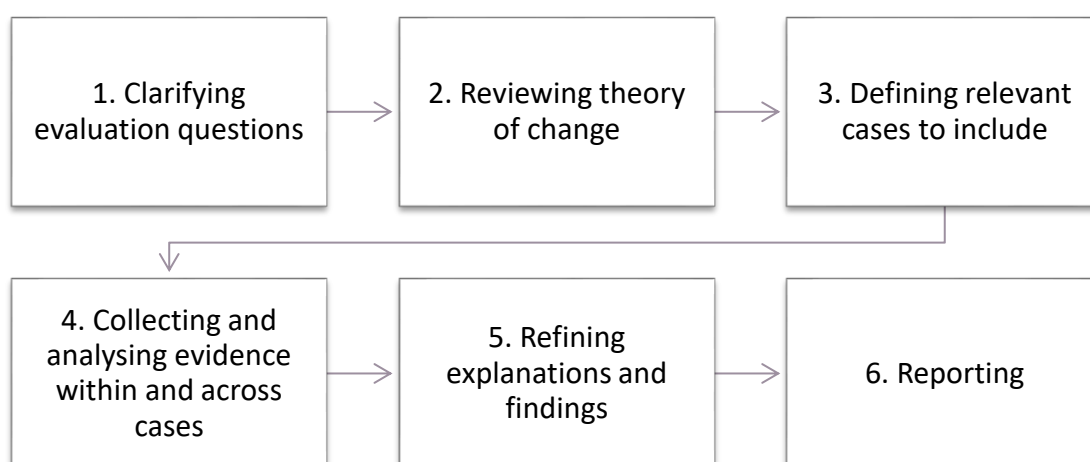 1. Clarifying
evaluation questions
2. Reviewing theory
of change
3. Defining relevant
cases to include
4. Collecting and
analysing evidence
within and across
cases
5. Refining
explanations and
findings
6. Reporting